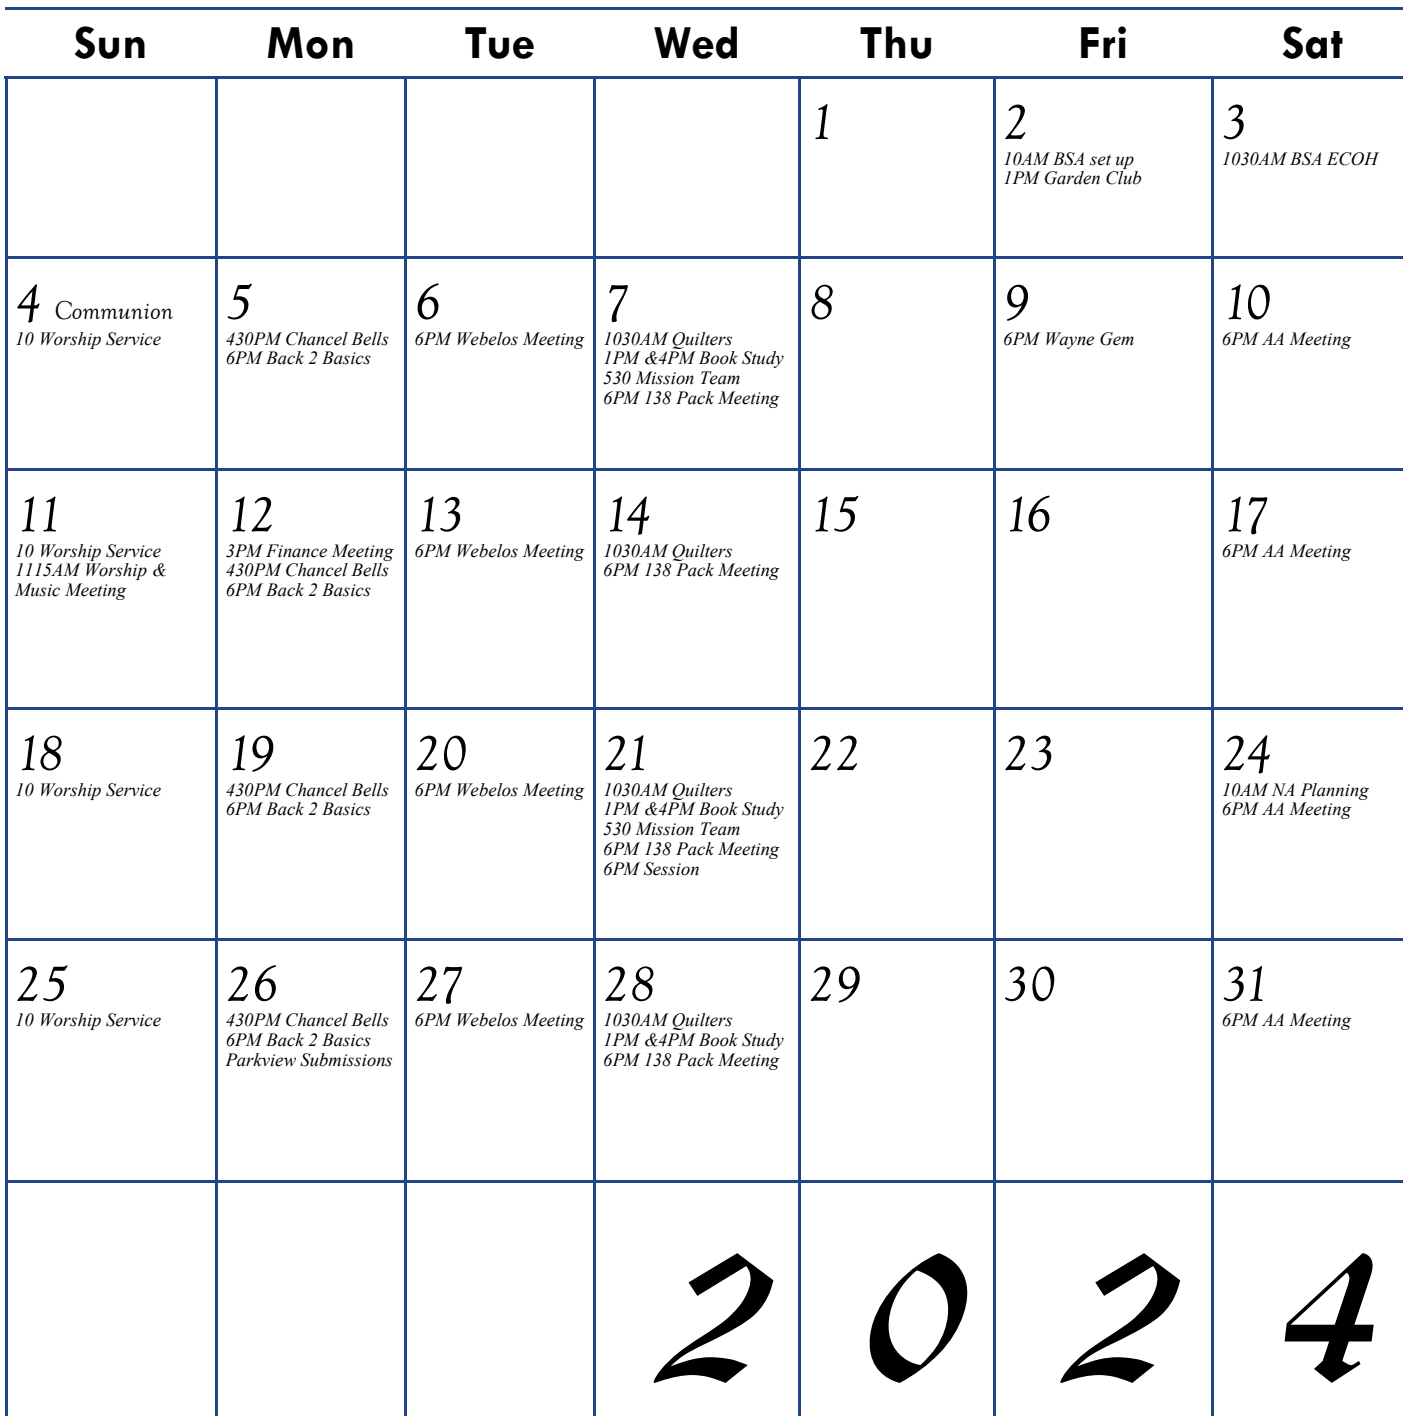 Sun Mon Tue Wed Thu Fri Sat
1
2
10AM BSA set up
1PM Garden Club
3
1030AM BSA ECOH
4 Communion
10 Worship Service
5
430PM Chancel Bells
6PM Back 2 Basics
6
6PM Webelos Meeting
7
1030AM Quilters
1PM &4PM Book Study
530 Mission Team
6PM 138 Pack Meeting
8
9
6PM Wayne Gem
10
6PM AA Meeting
11
10 Worship Service
1115AM Worship &
Music Meeting
12
3PM Finance Meeting
430PM Chancel Bells
6PM Back 2 Basics
13
6PM Webelos Meeting
14
1030AM Quilters
6PM 138 Pack Meeting
15
16
17
6PM AA Meeting
18
10 Worship Service
19
430PM Chancel Bells
6PM Back 2 Basics
20
6PM Webelos Meeting
21
1030AM Quilters
1PM &4PM Book Study
530 Mission Team
6PM 138 Pack Meeting
6PM Session
22
23
24
10AM NA Planning
6PM AA Meeting
25
10 Worship Service
26
430PM Chancel Bells
6PM Back 2 Basics
Parkview Submissions
27
6PM Webelos Meeting
28
1030AM Quilters
1PM &4PM Book Study
6PM 138 Pack Meeting
29
30
31
6PM AA Meeting
2 0 2 4